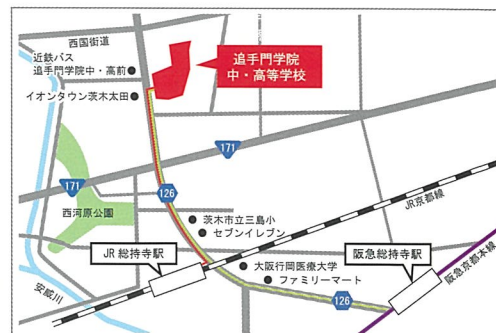 西国街道
近鉄バス
追手門学院中・高前
追手門学院
中・高等学校
イオンタウン茨木太田
171
171
126
西河原公園
茨木市立三島小
セブンイレブン
JR京都線
JR総持寺駅
阪急総持寺駅
大阪行岡医療大学
ファミリーマート
安威川
126
阪急京都本線